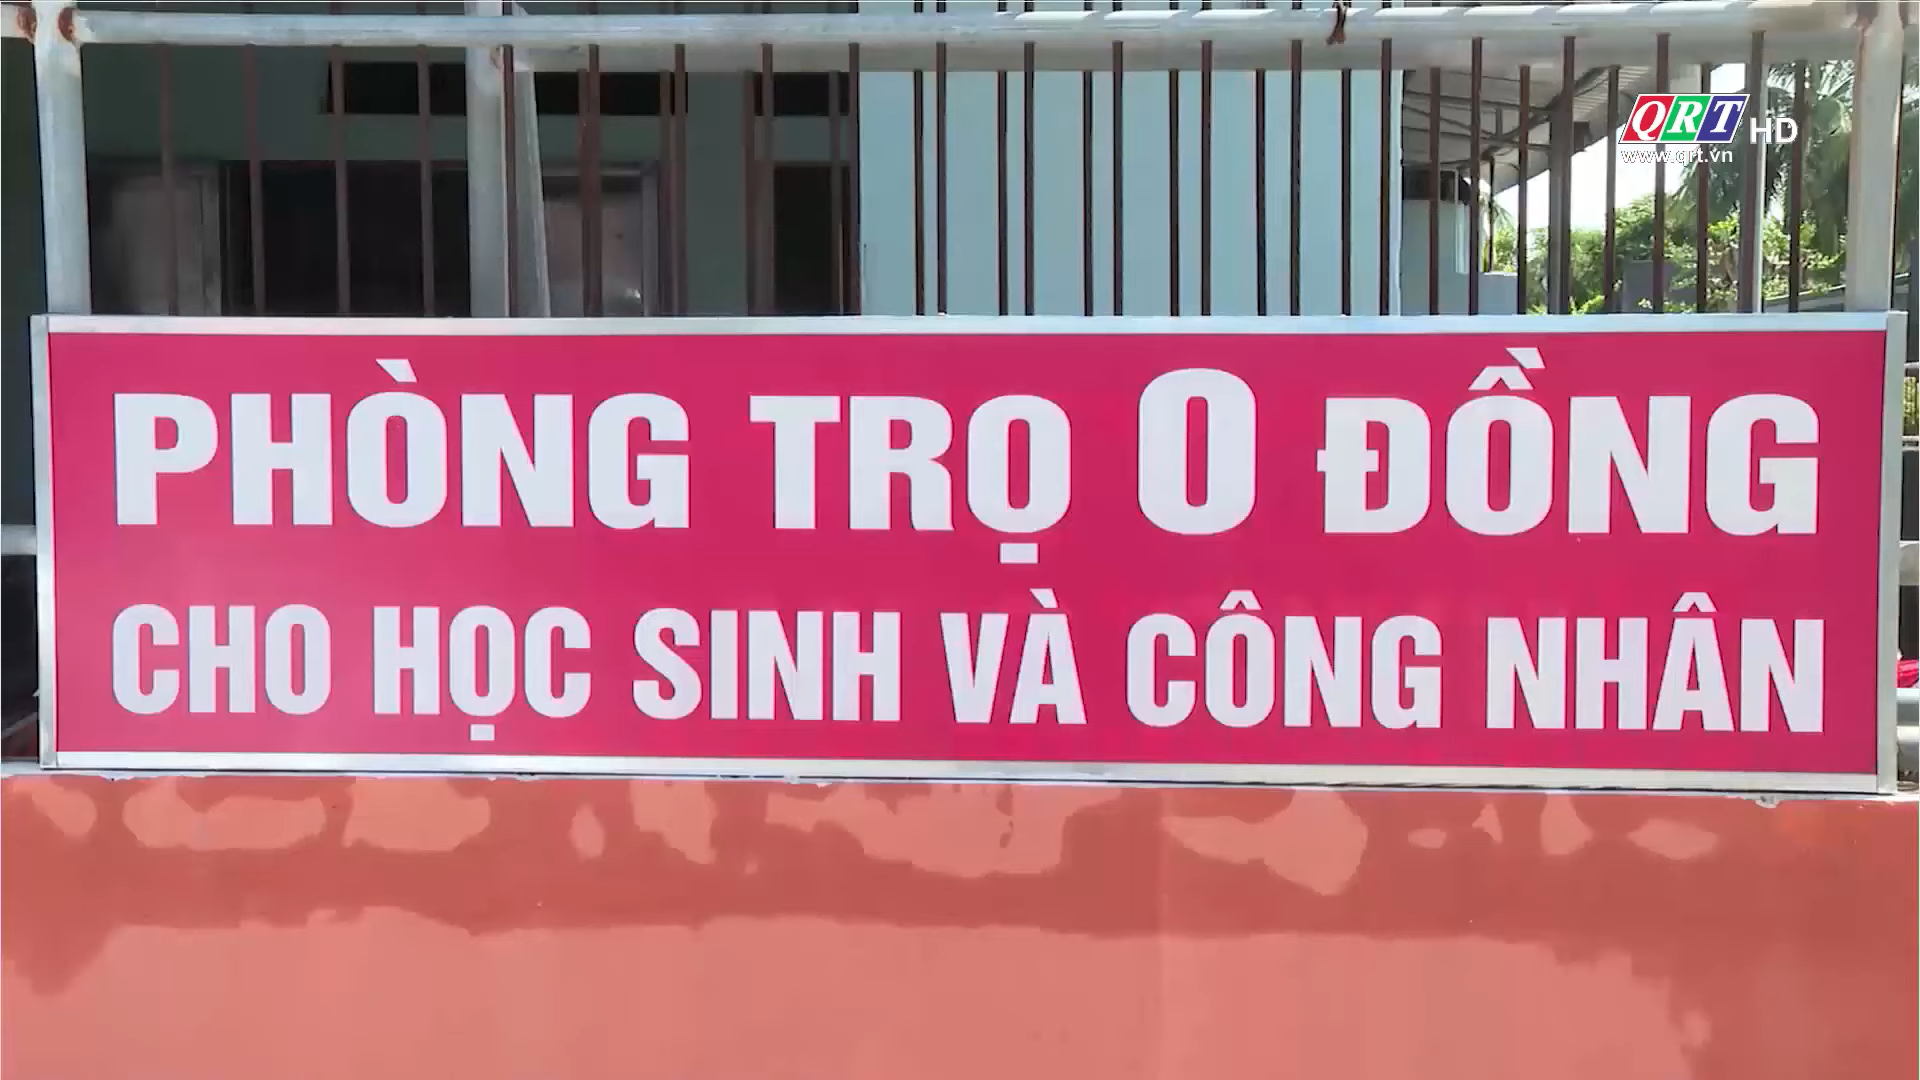 QRT HD
www.qrt.vn
PHÒNG TRỌ 0 ĐỒNG
CHO HỌC SINH VÀ CÔNG NHÂN